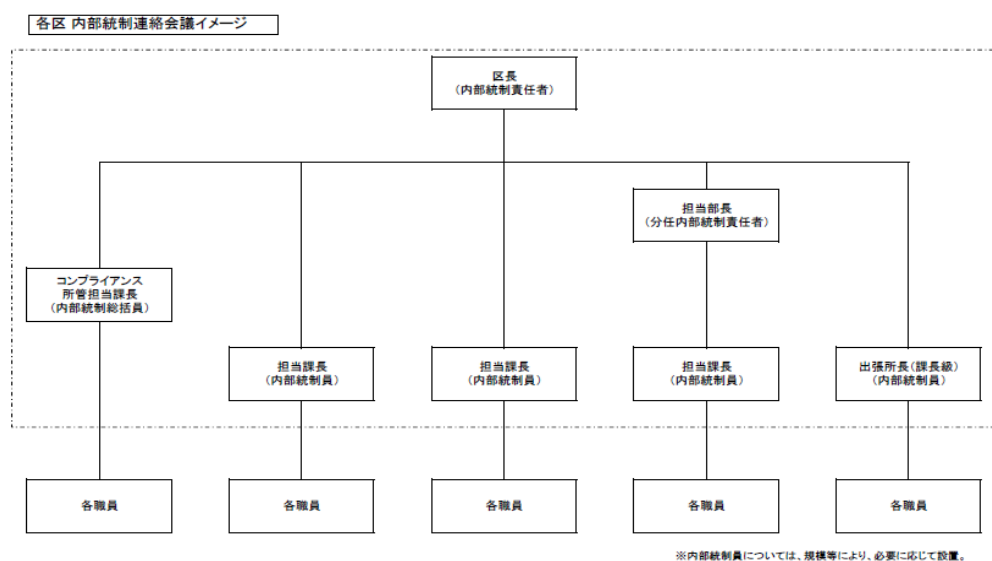 各区 内部統制連絡会議イメージ
区長
（内部統制責任者）
担当部長
（分任内部統制責任者）
コンプライアンス
所管担当課長
（内部統制総括員）
担当課長
（内部統制員）
担当課長
（内部統制員）
担当課長
（内部統制員）
出張所長（課長級）
（内部統制員）
各職員
各職員
各職員
各職員
各職員
※内部統制員については、規模等により、必要に応じて設置。